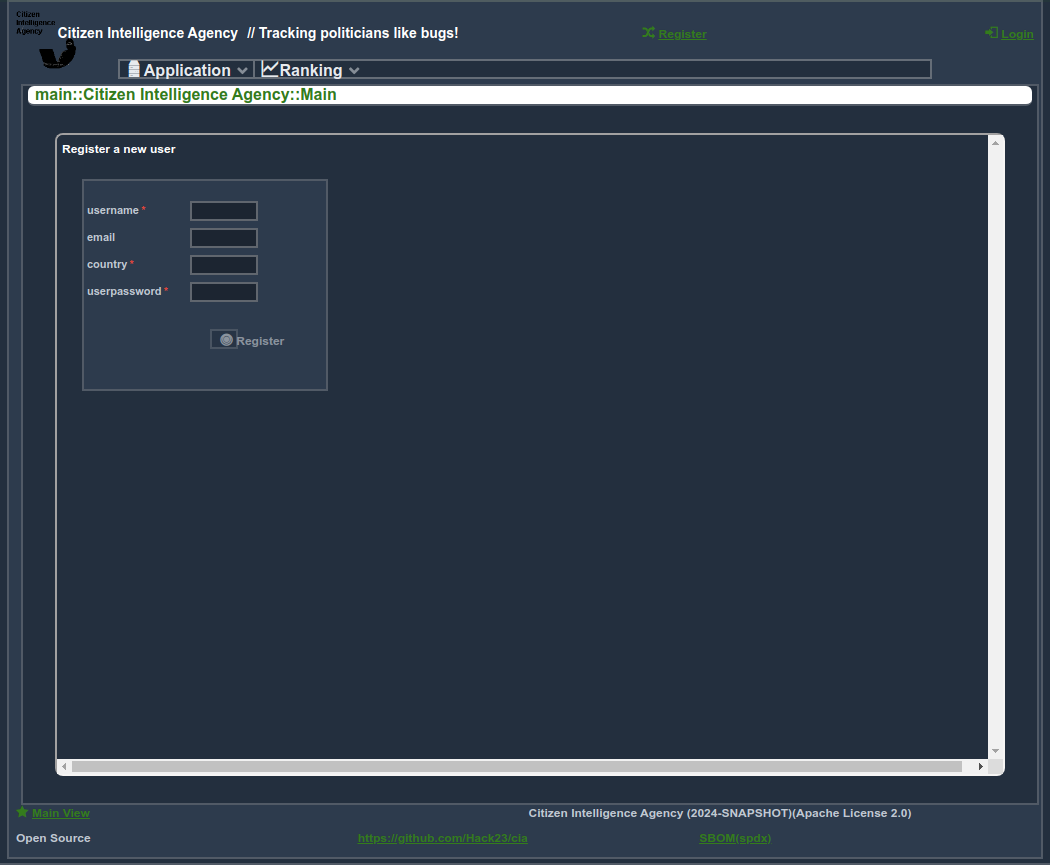 Citizen
Intelligence
Agency
Citizen Intelligence Agency // Tracking politicians like bugs!
Register
Login
Application
Ranking
main::Citizen Intelligence Agency::Main
Register a new user
username *
email
country *
userpassword *
Register
Main View
Citizen Intelligence Agency (2024-SNAPSHOT)(Apache License 2.0)
Open Source
https://github.com/Hack23/cia
SBOM(spdx)